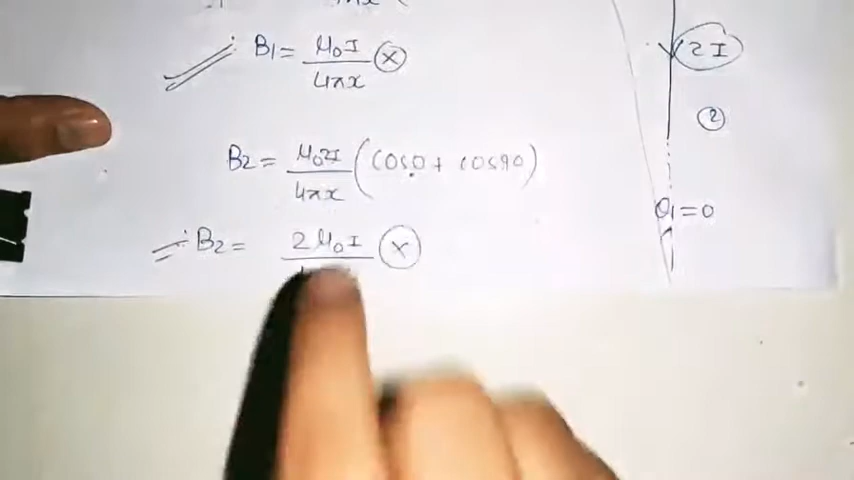 B₁ = μ₀I / 4πx ⊗
2I
②
B₂ = μ₀2I / 4πx (cos0 + cos90)
θ₁ = 0
∴ B₂ = 2μ₀I ⊗